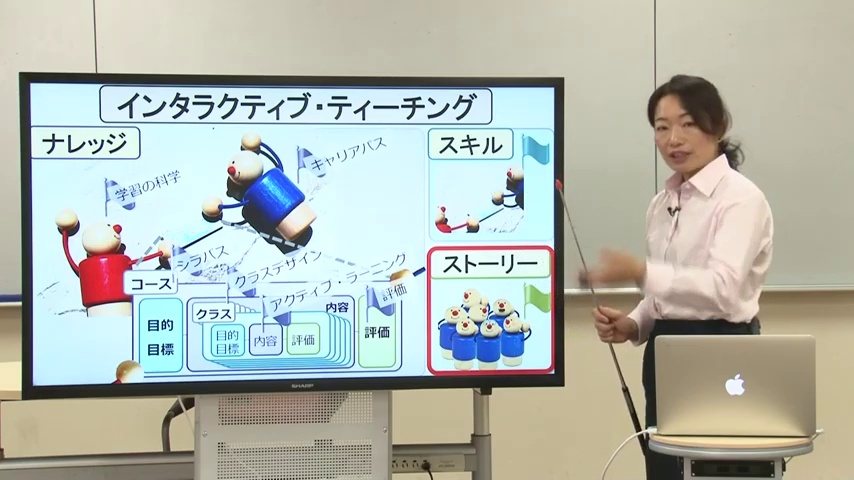 インタラクティブ・ティーチング
ナレッジ
スキル
学習の科学
キャリアパス
シラバス
クラスデザイン
アクティブ・ラーニング
評価
コース
目的
目標
クラス
内容
目的
目標
内容
評価
評価
ストーリー
SHARP